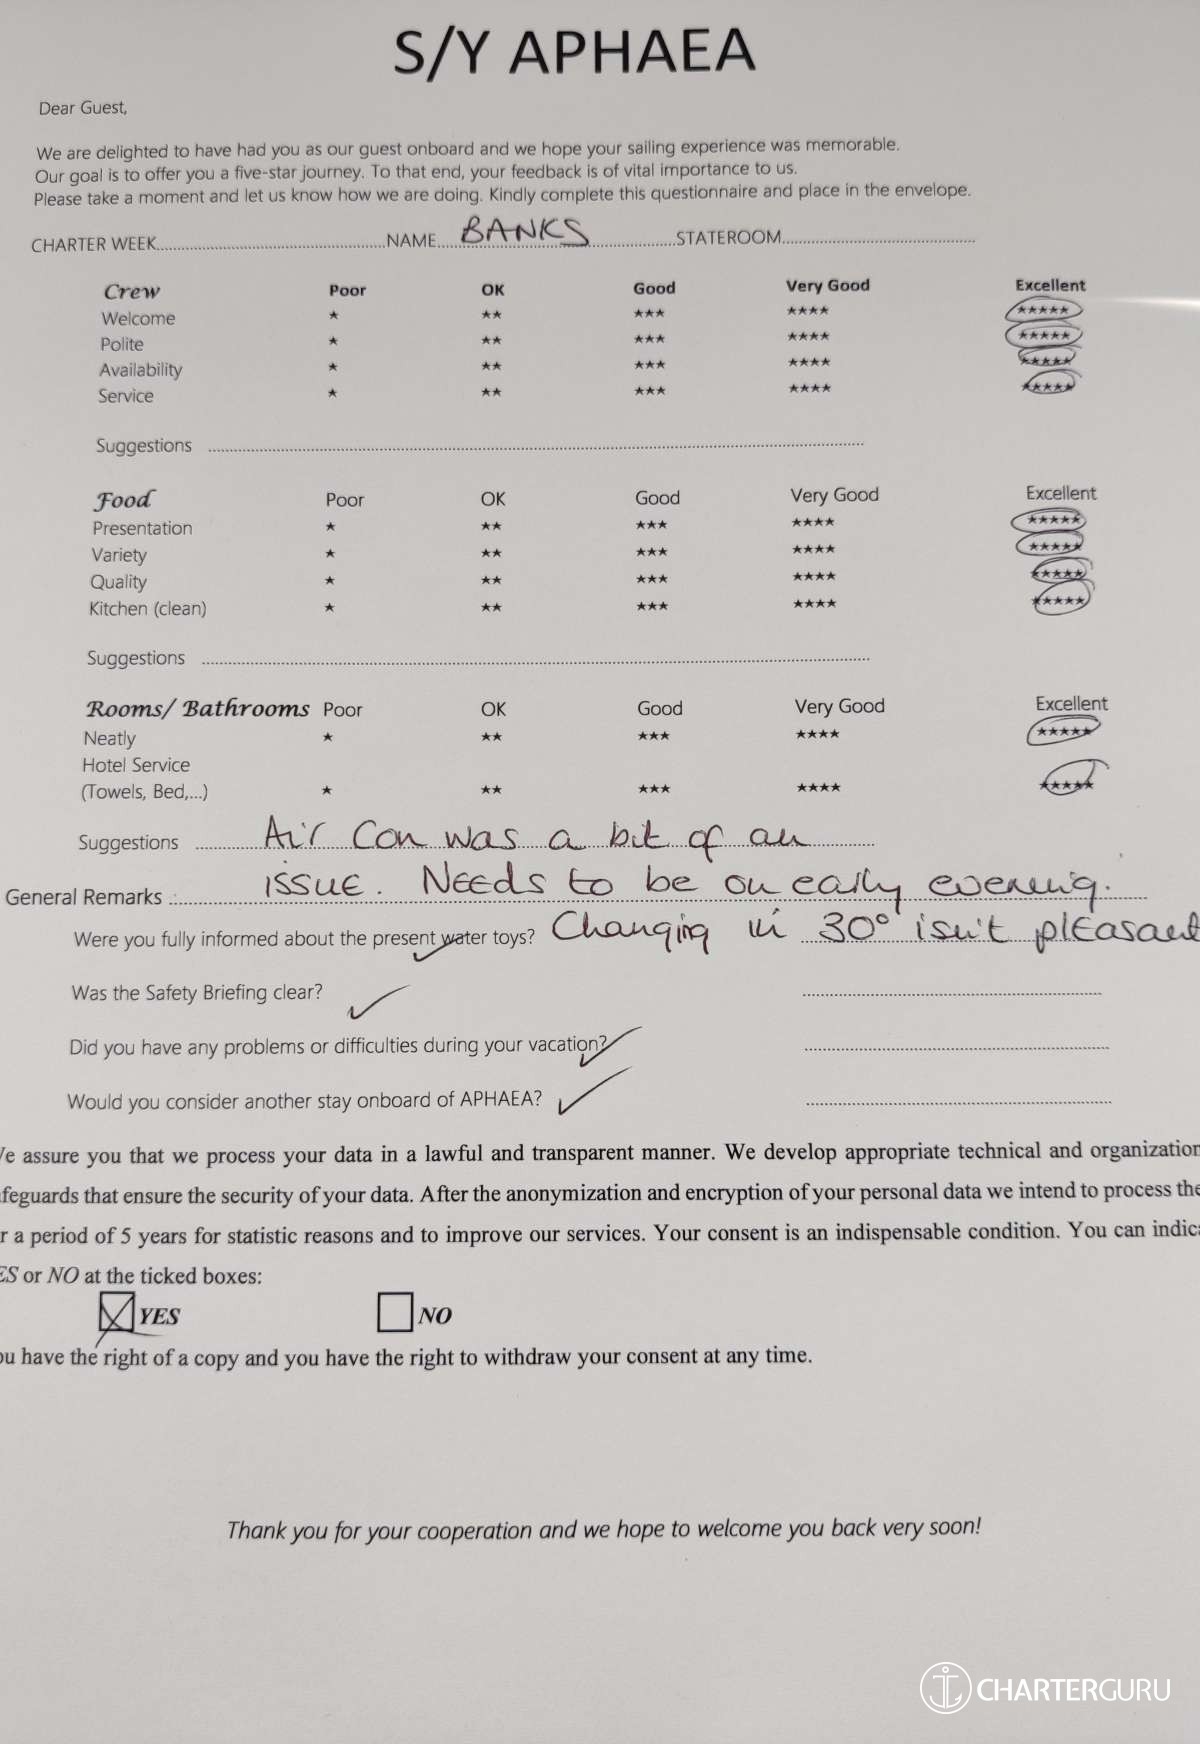 S/Y APHAEA
Dear Guest,
We are delighted to have had you as our guest onboard and we hope your sailing experience was memorable.
Our goal is to offer you a five-star journey. To that end, your feedback is of vital importance to us.
Please take a moment and let us know how we are doing. Kindly complete this questionnaire and place in the envelope.
CHARTER WEEK NAME BANKS STATEROOM
Crew Poor OK Good Very Good Excellent
Welcome ★ ★★ ★★★ ★★★★ ★★★★★
Polite ★ ★★ ★★★ ★★★★ ★★★★★
Availability ★ ★★ ★★★ ★★★★ ★★★★★
Service ★ ★★ ★★★ ★★★★ ★★★★★
Suggestions
Food Poor OK Good Very Good Excellent
Presentation ★ ★★ ★★★ ★★★★ ★★★★★
Variety ★ ★★ ★★★ ★★★★ ★★★★★
Quality ★ ★★ ★★★ ★★★★ ★★★★★
Kitchen (clean) ★ ★★ ★★★ ★★★★ ★★★★★
Suggestions
Rooms/ Bathrooms Poor OK Good Very Good Excellent
Neatly ★ ★★ ★★★ ★★★★ ★★★★★
Hotel Service
(Towels, Bed,...) ★ ★★ ★★★ ★★★★ ★★★★★
Suggestions Air Con was a bit of an
General Remarks .: issue. Needs to be on early evening.
Were you fully informed about the present water toys? Changing in 30° isn't pleasant
Was the Safety Briefing clear?
Did you have any problems or difficulties during your vacation?
Would you consider another stay onboard of APHAEA?
assure you that we process your data in a lawful and transparent manner. We develop appropriate technical and organization
feguards that ensure the security of your data. After the anonymization and encryption of your personal data we intend to process the
r a period of 5 years for statistic reasons and to improve our services. Your consent is an indispensable condition. You can indic
ES or NO at the ticked boxes:
YES NO
ou have the right of a copy and you have the right to withdraw your consent at any time.
Thank you for your cooperation and we hope to welcome you back very soon!
CHARTERGURU